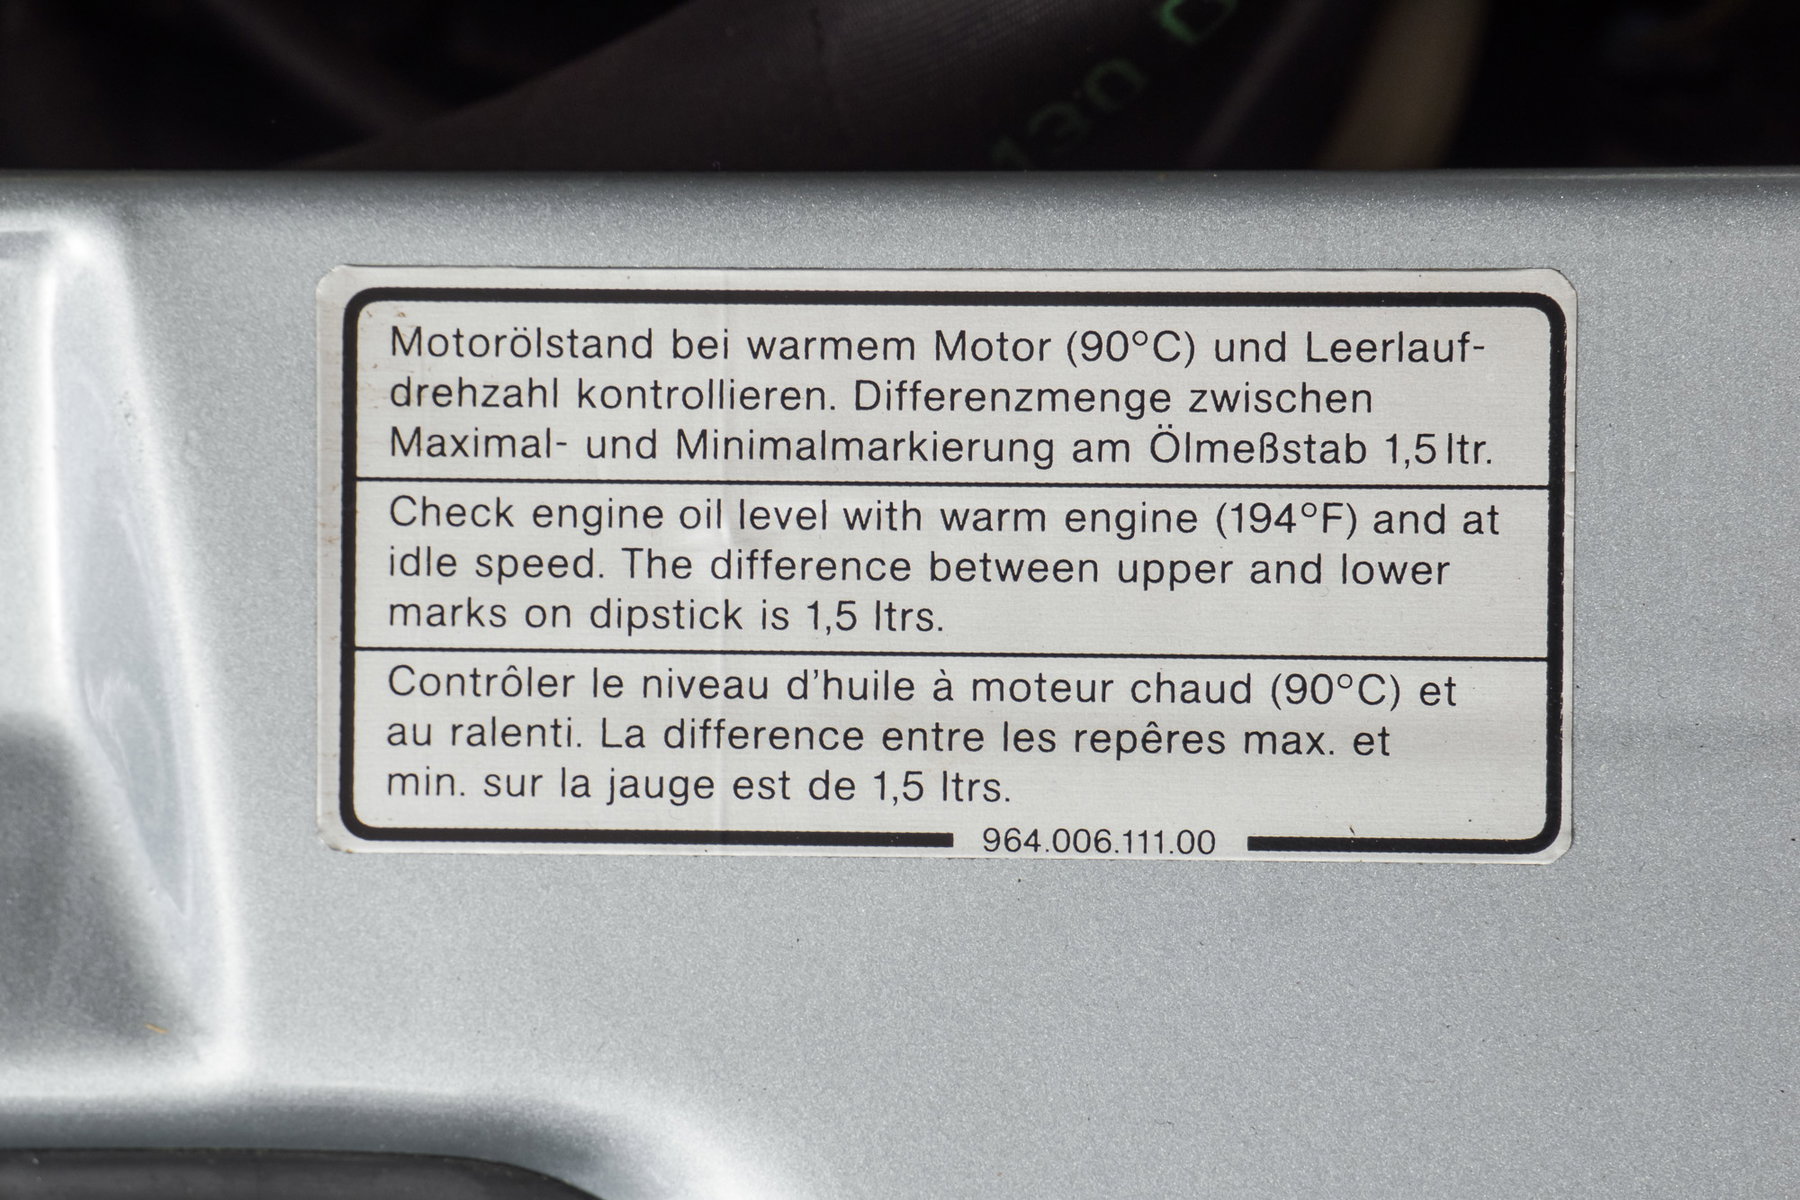 130 D
Motorölstand bei warmem Motor (90°C) und Leerlauf-
drehzahl kontrollieren. Differenzmenge zwischen
Maximal- und Minimalmarkierung am Ölmeßstab 1,5 ltr.
Check engine oil level with warm engine (194°F) and at
idle speed. The difference between upper and lower
marks on dipstick is 1,5 ltrs.
Contrôler le niveau d'huile à moteur chaud (90°C) et
au ralenti. La difference entre les repêres max. et
min. sur la jauge est de 1,5 ltrs.
964.006.111.00